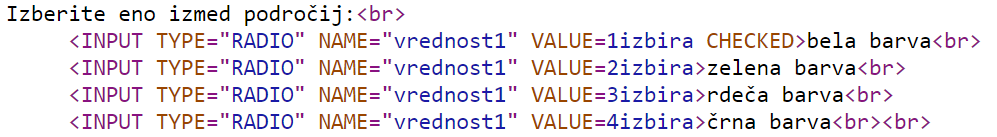 Izberite eno izmed področij:<br>
<INPUT TYPE="RADIO" NAME="vrednost1" VALUE=1izbira CHECKED>bela barva<br>
<INPUT TYPE="RADIO" NAME="vrednost1" VALUE=2izbira>zelena barva<br>
<INPUT TYPE="RADIO" NAME="vrednost1" VALUE=3izbira>rdeča barva<br>
<INPUT TYPE="RADIO" NAME="vrednost1" VALUE=4izbira>črna barva<br><br>